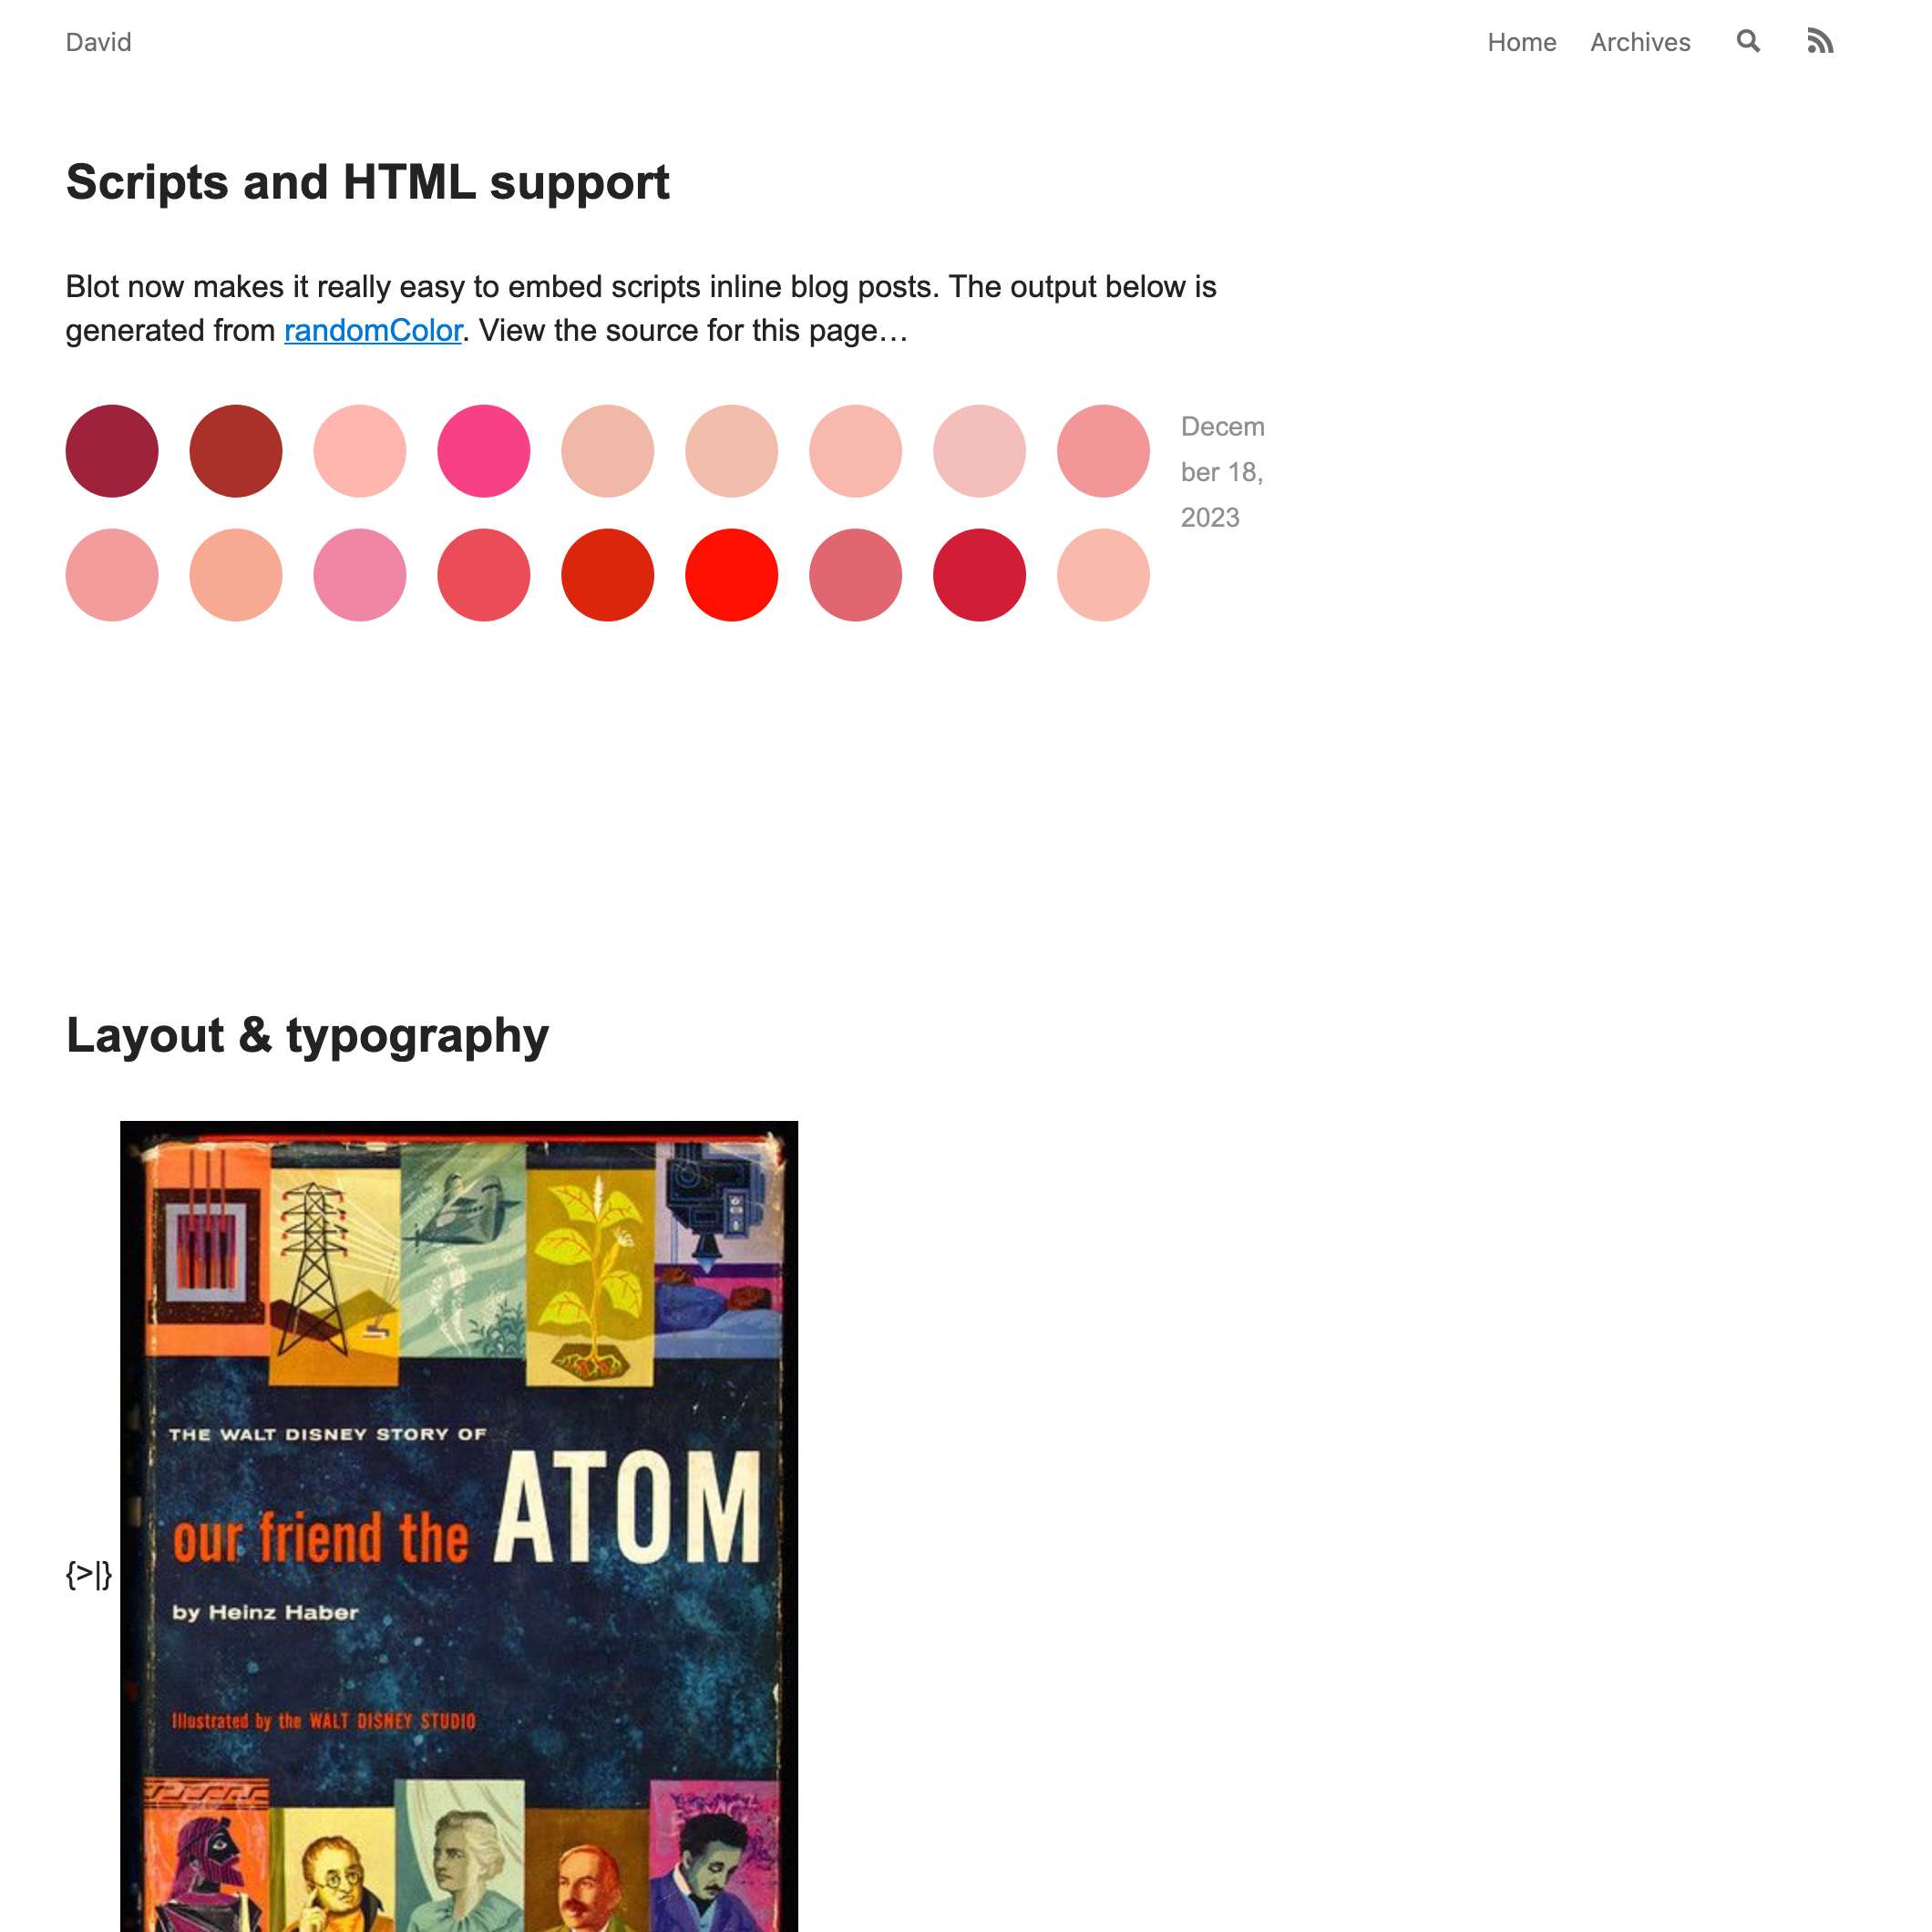 David
Home Archives
Scripts and HTML support
Blot now makes it really easy to embed scripts inline blog posts. The output below is
generated from randomColor. View the source for this page…
Decem
ber 18,
2023
Layout & typography
THE WALT DISNEY STORY OF
our friend the ATOM
{>|}
by Heinz Haber
Illustrated by the WALT DISNEY STUDIO